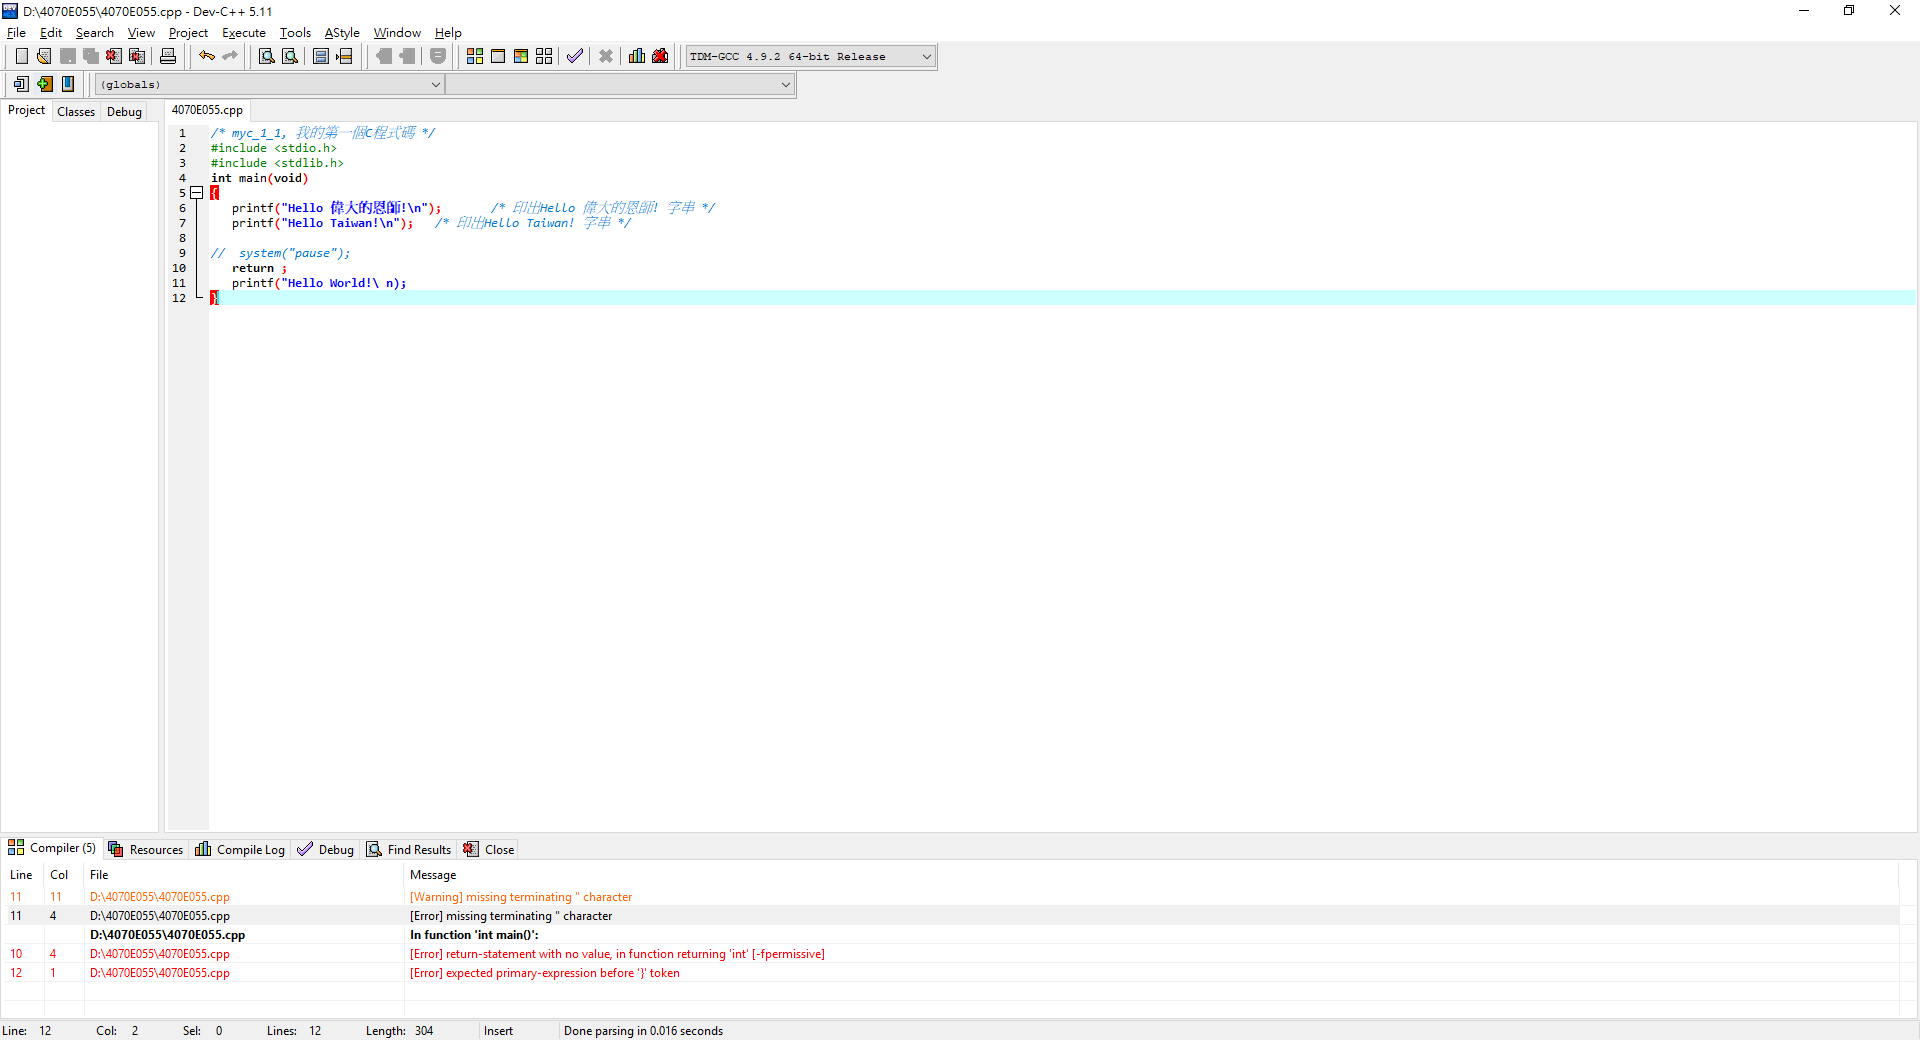 D:\4070E055\4070E055.cpp - Dev-C++ 5.11
File Edit Search View Project Execute Tools AStyle Window Help
TDM-GCC 4.9.2 64-bit Release
(globals)
Project Classes Debug 4070E055.cpp
1 /* myc_1_1, 我的第一個C程式碼 */
2 #include <stdio.h>
3 #include <stdlib.h>
4 int main(void)
5 {
6 printf("Hello 偉大的恩師!\n"); /* 印出Hello 偉大的恩師! 字串 */
7 printf("Hello Taiwan!\n"); /* 印出Hello Taiwan! 字串 */
8
9 // system("pause");
10 return ;
11 printf("Hello World!\ n);
12 }
Compiler (5) Resources Compile Log Debug Find Results Close
Line Col File Message
11 11 D:\4070E055\4070E055.cpp [Warning] missing terminating " character
11 4 D:\4070E055\4070E055.cpp [Error] missing terminating " character
D:\4070E055\4070E055.cpp In function 'int main()':
10 4 D:\4070E055\4070E055.cpp [Error] return-statement with no value, in function returning 'int' [-fpermissive]
12 1 D:\4070E055\4070E055.cpp [Error] expected primary-expression before '}' token
Line: 12 Col: 2 Sel: 0 Lines: 12 Length: 304 Insert Done parsing in 0.016 seconds